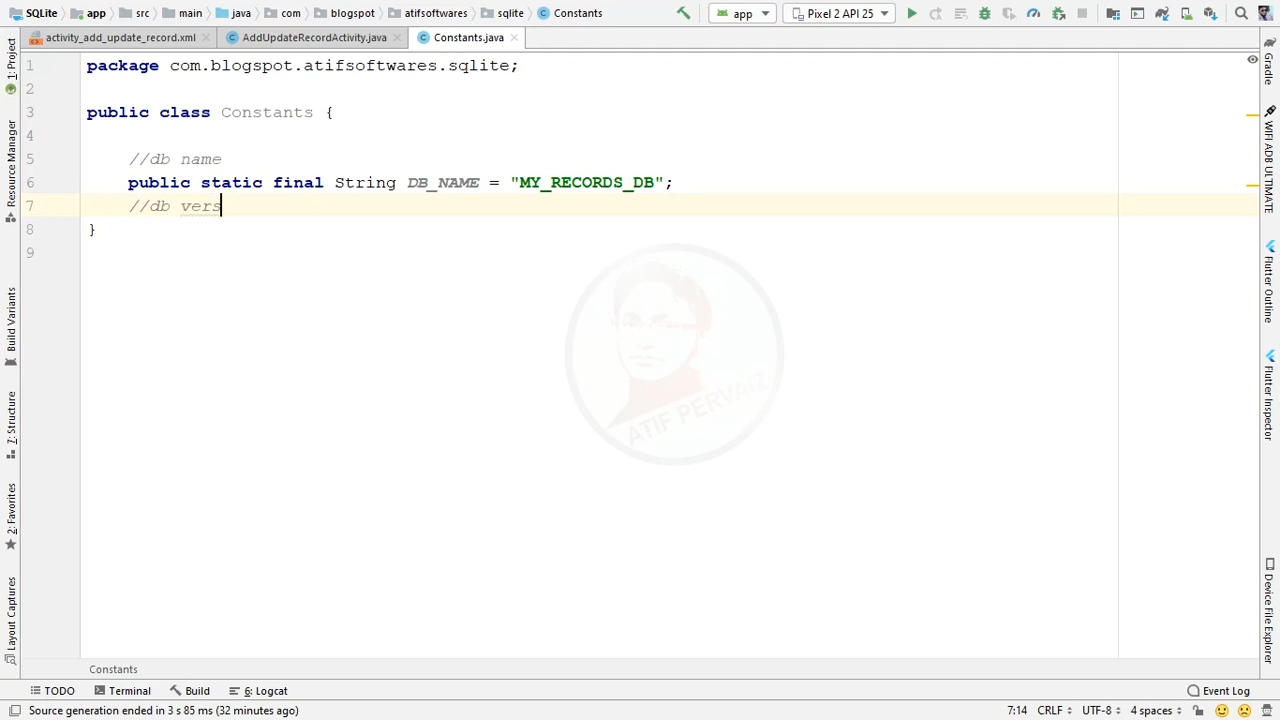 SQLite app src main java com blogspot atifsoftwares sqlite Constants app Pixel 2 API 25
activity_add_update_record.xml AddUpdateRecordActivity.java Constants.java
1 package com.blogspot.atifsoftwares.sqlite;
2
3 public class Constants {
4
5 //db name
6 public static final String DB_NAME = "MY_RECORDS_DB";
7 //db vers
8 }
9
1: Project
Resource Manager
Build Variants
7: Structure
2: Favorites
Layout Captures
Gradle
WIFI ADB ULTIMATE
Flutter Outline
Flutter Inspector
Device File Explorer
ATIF PERVAIZ
Constants
TODO Terminal Build 6: Logcat Event Log
Source generation ended in 3 s 85 ms (32 minutes ago) 7:14 CRLF UTF-8 4 spaces